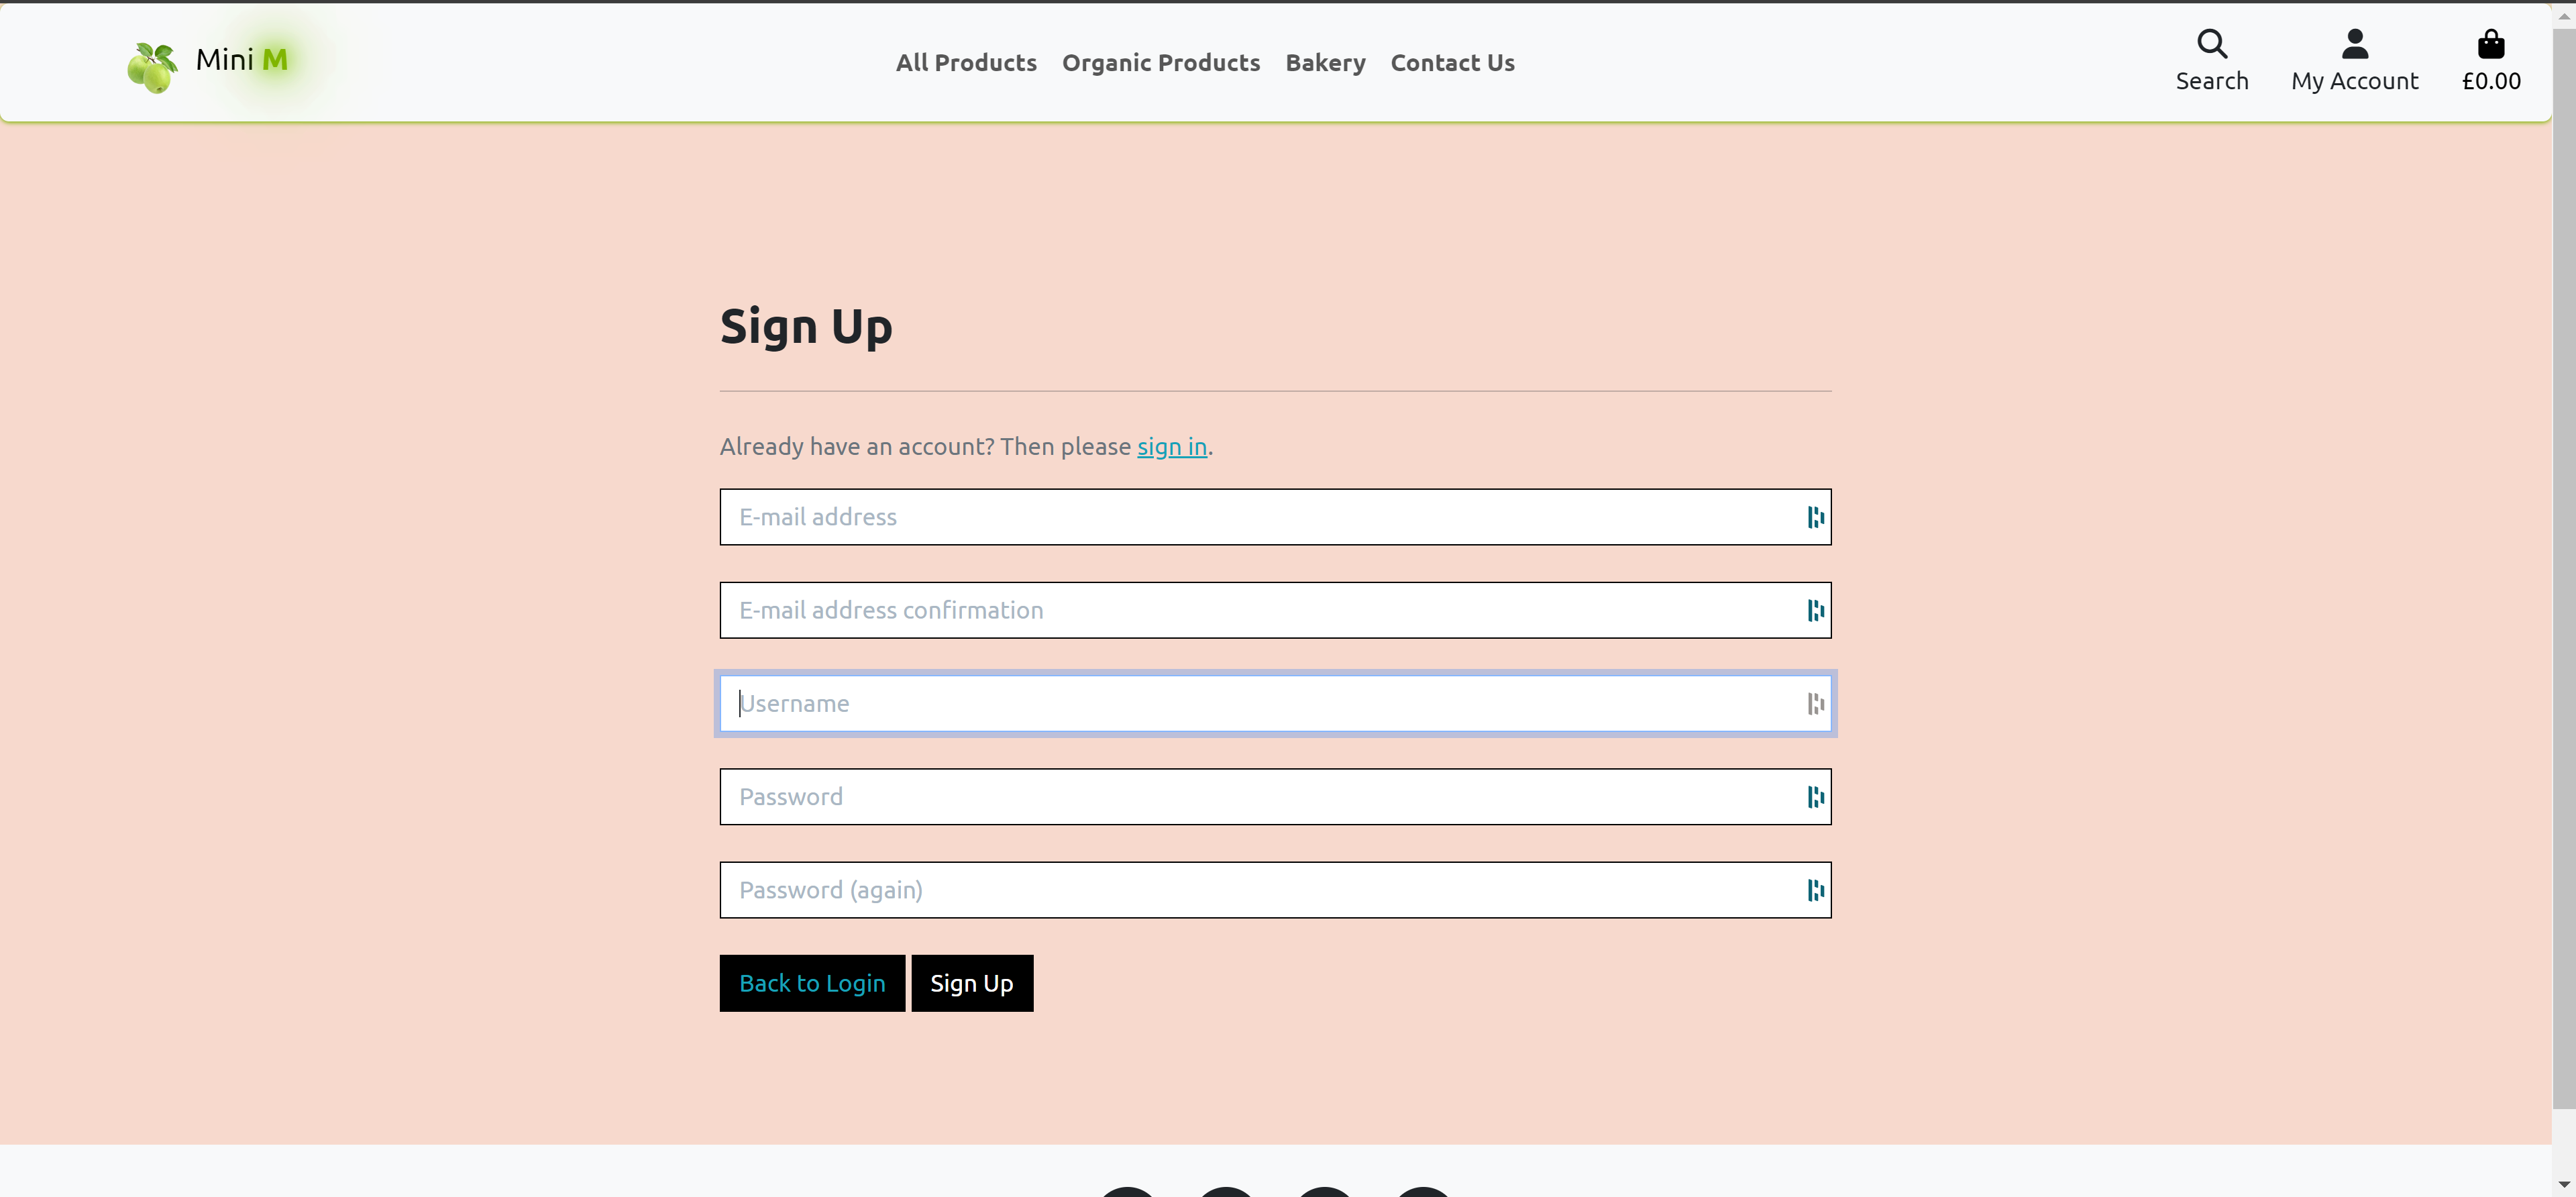 Mini M
All Products Organic Products Bakery Contact Us
Search My Account £0.00
Sign Up
Already have an account? Then please sign in.
E-mail address
E-mail address confirmation
Username
Password
Password (again)
Back to Login Sign Up